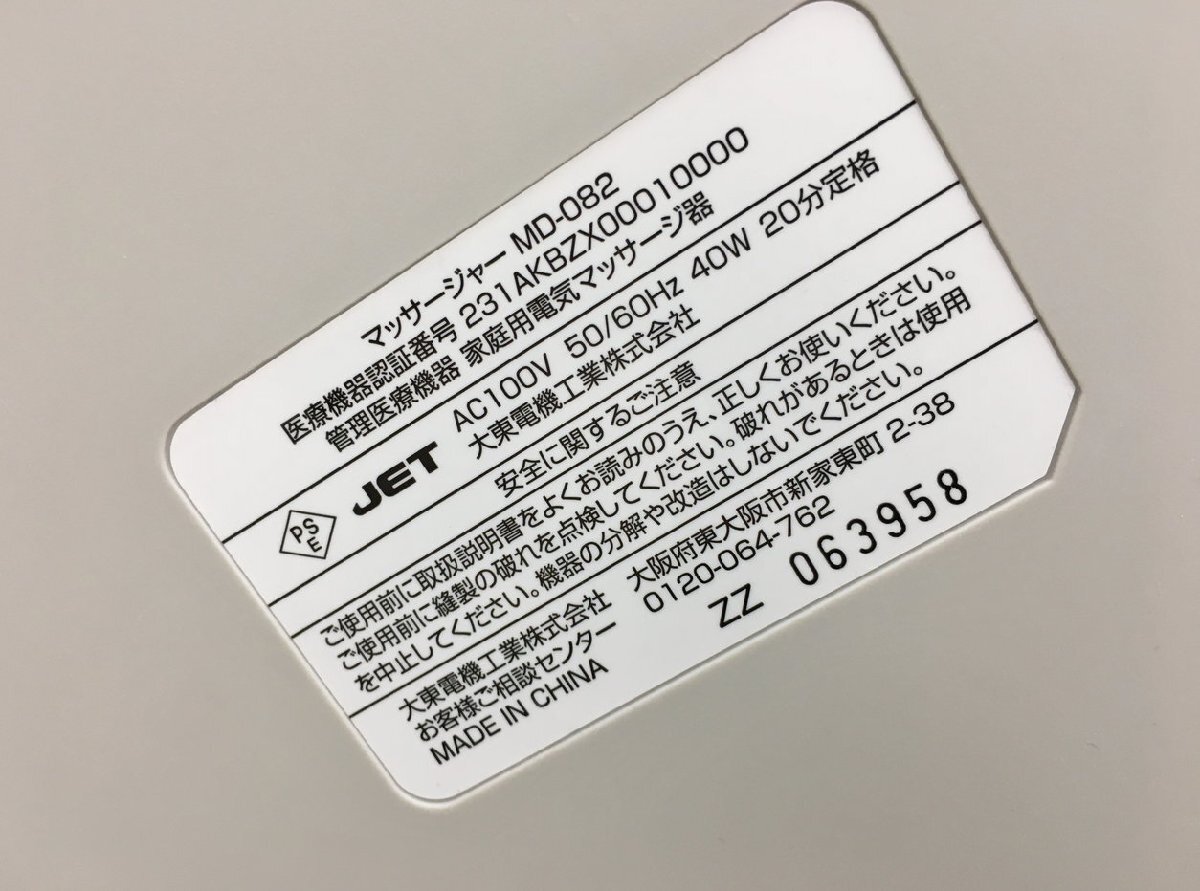 マッサージャー MD-082
医療機器認証番号 231AKBZX00010000
管理医療機器 家庭用電気マッサージ器
PSE JET AC100V 50/60Hz 40W 20分定格
大東電機工業株式会社
安全に関するご注意
ご使用前に取扱説明書をよくお読みのうえ、正しくお使いください。
ご使用前に縫製の破れを点検してください。破れがあるときは使用
を中止してください。機器の分解や改造はしないでください。
大東電機工業株式会社 大阪府東大阪市新家東町 2-38
お客様ご相談センター 0120-064-762
MADE IN CHINA ZZ 063958